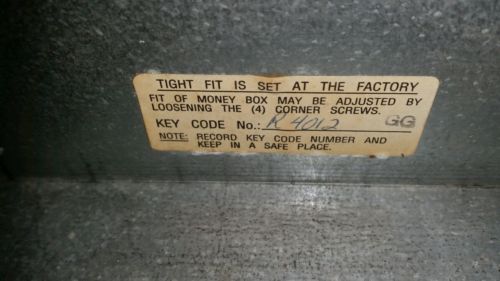 TIGHT FIT IS SET AT THE FACTORY
FIT OF MONEY BOX MAY BE ADJUSTED BY
LOOSENING THE (4) CORNER SCREWS.
KEY CODE No.: R 4012 GG
NOTE: RECORD KEY CODE NUMBER AND
KEEP IN A SAFE PLACE.